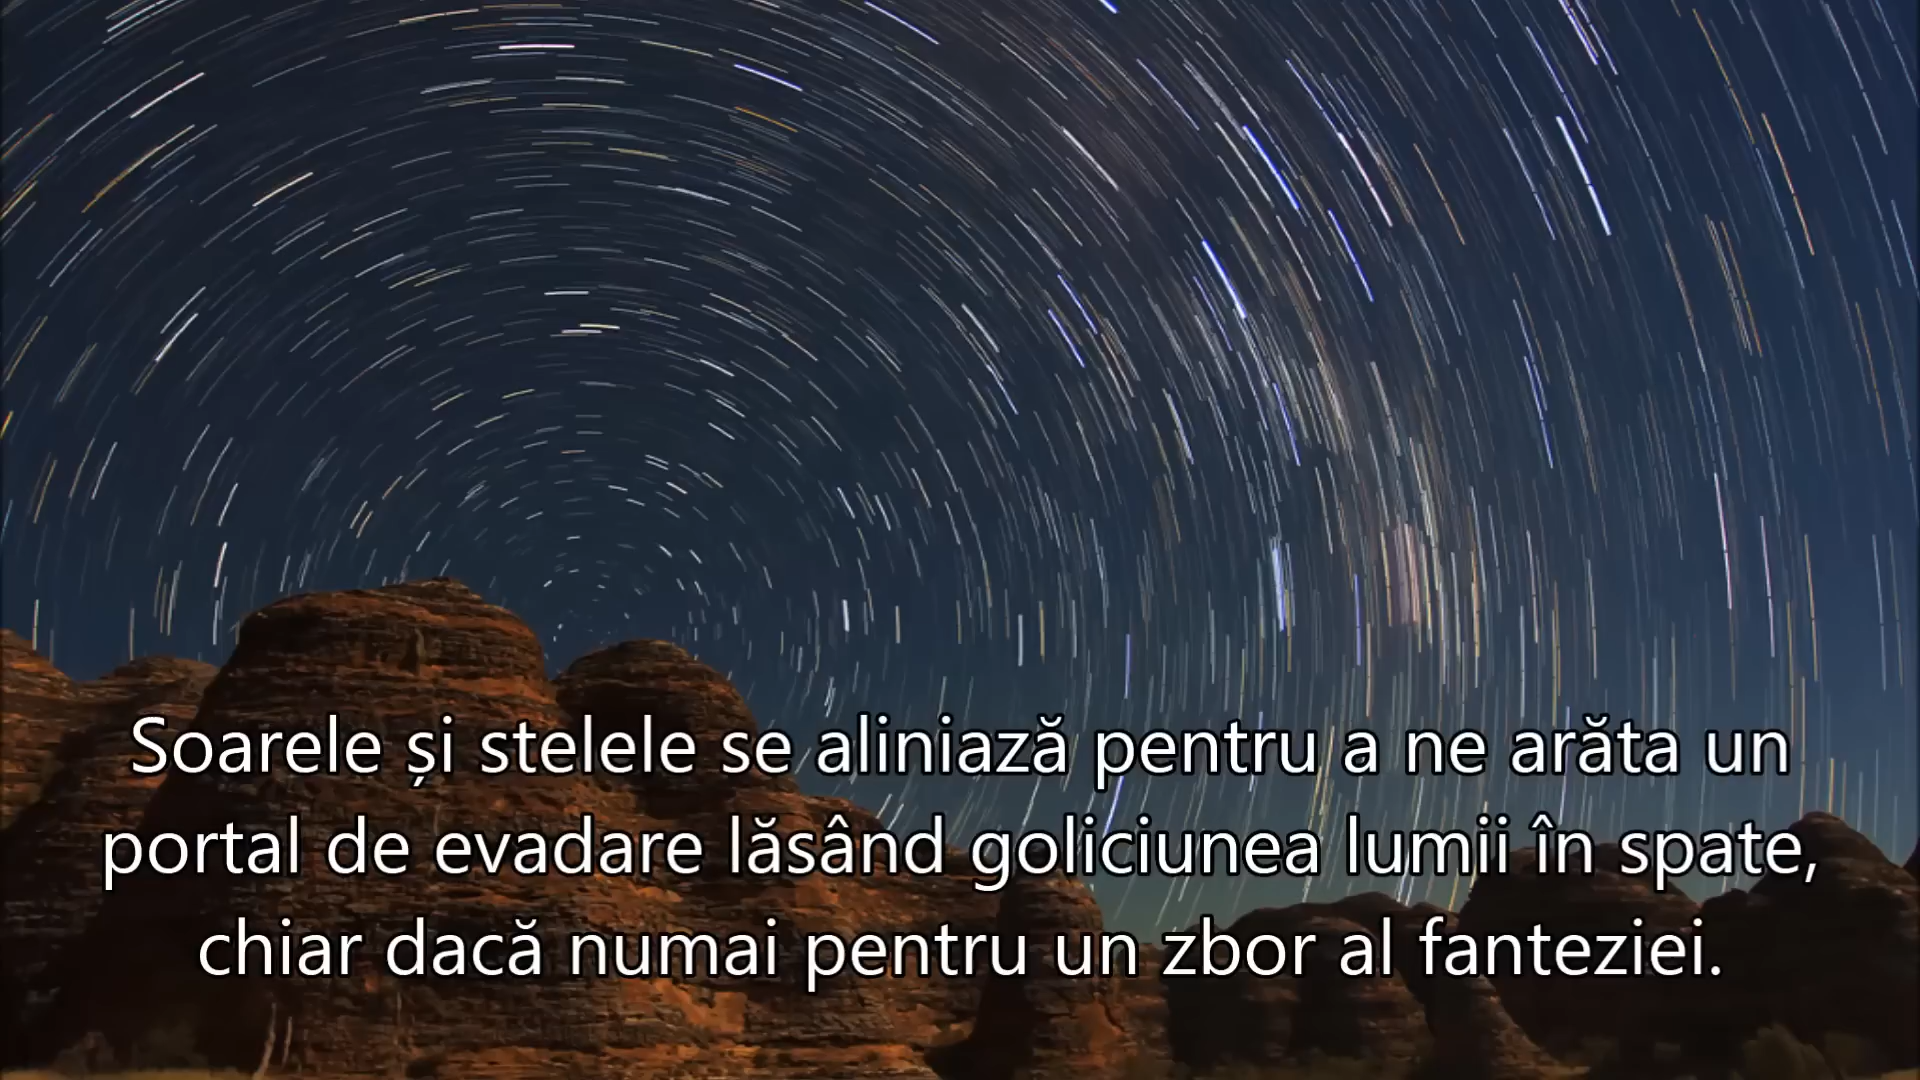 Soarele și stelele se aliniază pentru a ne arăta un
portal de evadare lăsând goliciunea lumii în spate,
chiar dacă numai pentru un zbor al fanteziei.